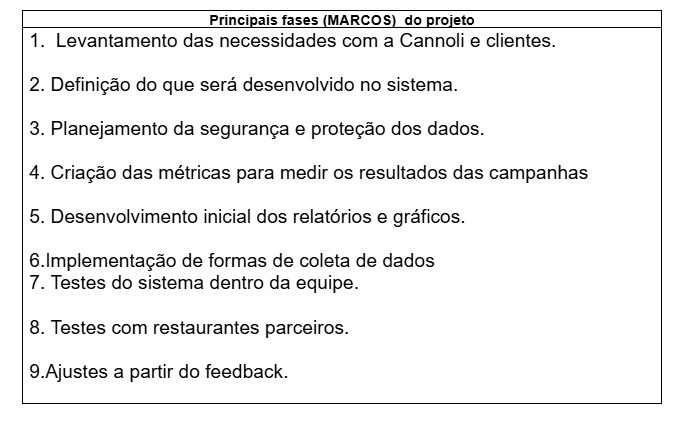 Principais fases (MARCOS)  do projeto
1.  Levantamento das necessidades com a Cannoli e clientes.
2. Definição do que será desenvolvido no sistema.
3. Planejamento da segurança e proteção dos dados.
4. Criação das métricas para medir os resultados das campanhas
5. Desenvolvimento inicial dos relatórios e gráficos.
6.Implementação de formas de coleta de dados
7. Testes do sistema dentro da equipe.
8. Testes com restaurantes parceiros.
9.Ajustes a partir do feedback.